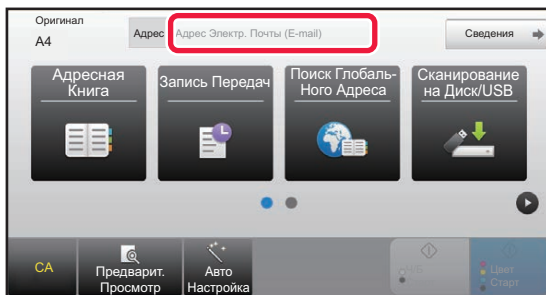 Оригинал
A4
Адрес
Адрес Электр. Почты (E-mail)
Сведения
Адресная
Книга
Запись Передач
Поиск Глобаль-
Ного Адреса
Сканирование
на Диск/USB
CA
Предварит.
Просмотр
Авто
Настройка
Цвет
Старт